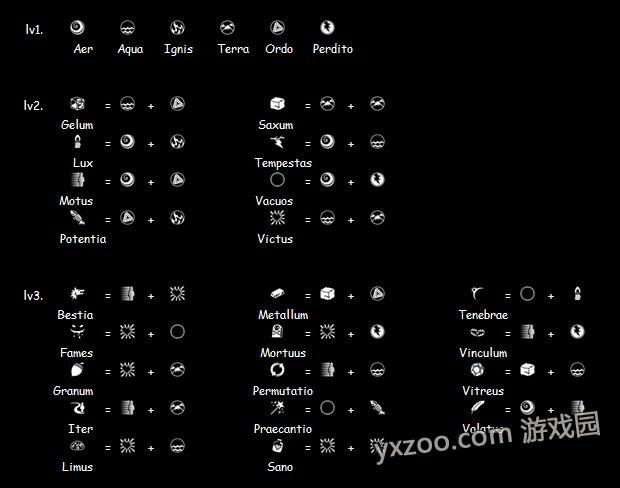 lv1.
Aer Aqua Ignis Terra Ordo Perdito
lv2. = + = +
Gelum Saxum
= + = +
Lux Tempestas
= + = +
Motus Vacuos
= + = +
Potentia Victus
lv3. = + = + = +
Bestia Metallum Tenebrae
= + = + = +
Fames Mortuus Vinculum
= + = + = +
Granum Permutatio Vitreus
= + = + = +
Iter Praecantio Volatus
= + = +
Limus Sano
yxzoo.com 游戏园